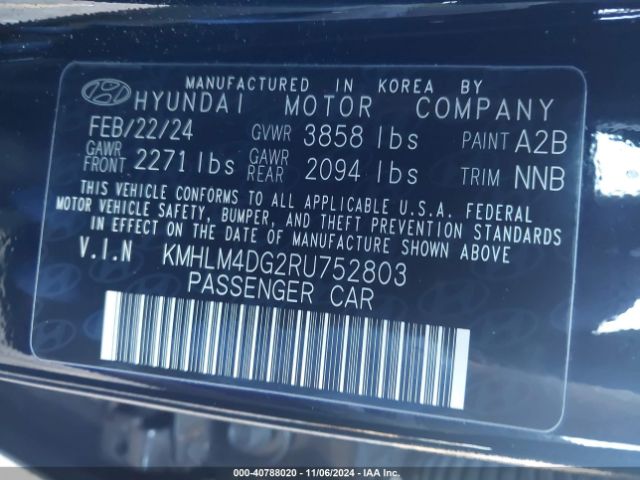 MANUFACTURED IN KOREA BY
HYUNDAI MOTOR COMPANY
FEB/22/24 GVWR 3858 lbs PAINT A2B
GAWR FRONT 2271 lbs GAWR REAR 2094 lbs TRIM NNB
THIS VEHICLE CONFORMS TO ALL APPLICABLE U.S.A. FEDERAL
MOTOR VEHICLE SAFETY, BUMPER, AND THEFT PREVENTION STANDARDS
IN EFFECT ON THE DATE OF MANUFACTURE SHOWN ABOVE.
V.I.N KMHLM4DG2RU752803
PASSENGER CAR
000-40788020 - 11/06/2024 - IAA Inc.